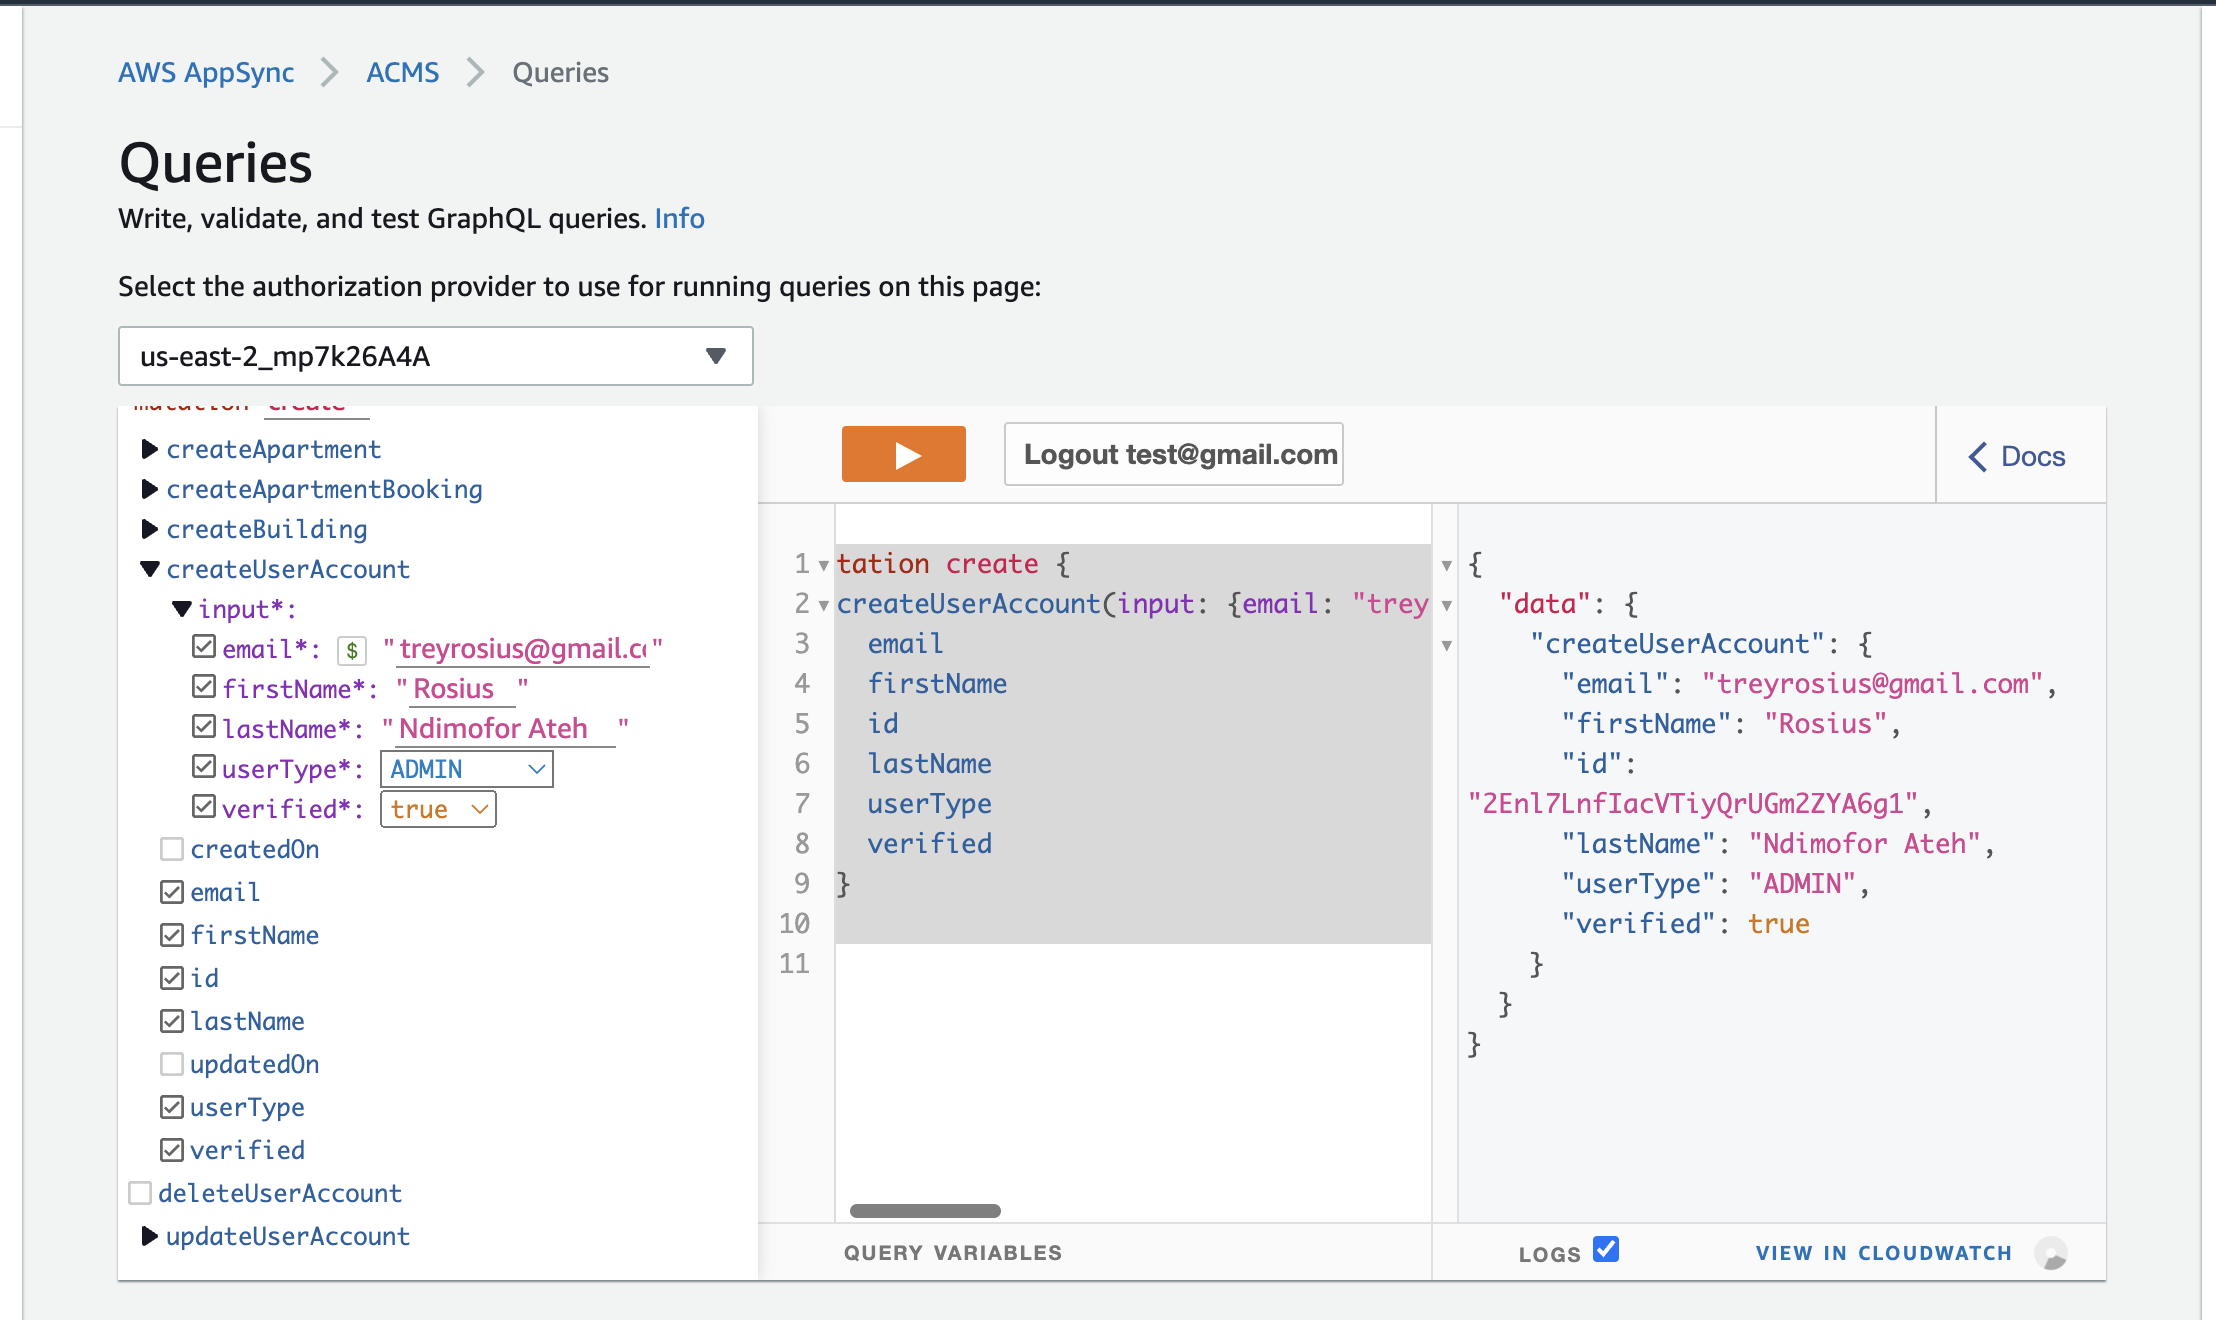 AWS AppSync > ACMS > Queries
Queries
Write, validate, and test GraphQL queries. Info
Select the authorization provider to use for running queries on this page:
us-east-2_mp7k26A4A
mutation create
createApartment
createApartmentBooking
createBuilding
createUserAccount
input*:
email*: $ "treyrosius@gmail.c"
firstName*: "Rosius "
lastName*: "Ndimofor Ateh "
userType*: ADMIN
verified*: true
createdOn
email
firstName
id
lastName
updatedOn
userType
verified
deleteUserAccount
updateUserAccount
Logout test@gmail.com
Docs
1 tation create {
2 createUserAccount(input: {email: "trey
3 email
4 firstName
5 id
6 lastName
7 userType
8 verified
9 }
10
11
QUERY VARIABLES
{
"data": {
"createUserAccount": {
"email": "treyrosius@gmail.com",
"firstName": "Rosius",
"id":
"2Enl7LnfIacVTiyQrUGm2ZYA6g1",
"lastName": "Ndimofor Ateh",
"userType": "ADMIN",
"verified": true
}
}
}
LOGS
VIEW IN CLOUDWATCH